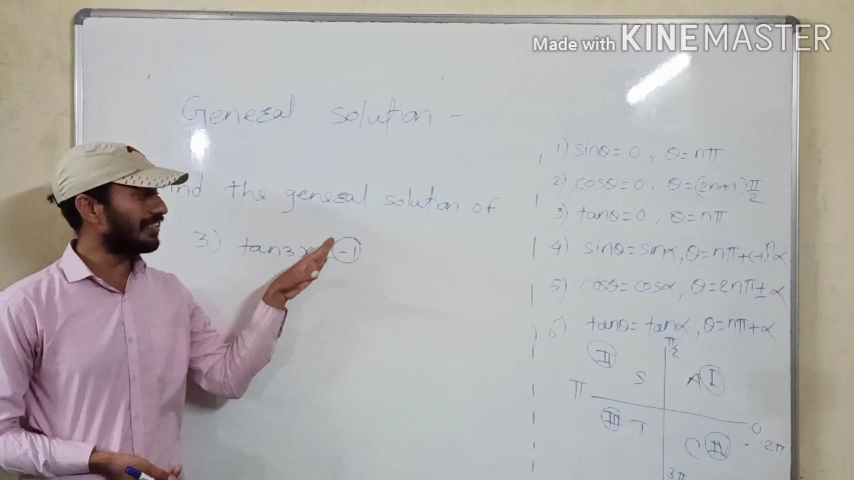 Made with KINEMASTER
General solution -
Find the general solution of
3) tan3x = -1
1) sinθ = 0, θ = nπ
2) cosθ = 0, θ = (2n+1) π/2
3) tanθ = 0, θ = nπ
4) sinθ = sinα, θ = nπ + (-1)ⁿ α
5) cosθ = cosα, θ = 2nπ ± α
6) tanθ = tanα, θ = nπ + α
π/2
II S A I
π 0
2π
III T C IV
3π